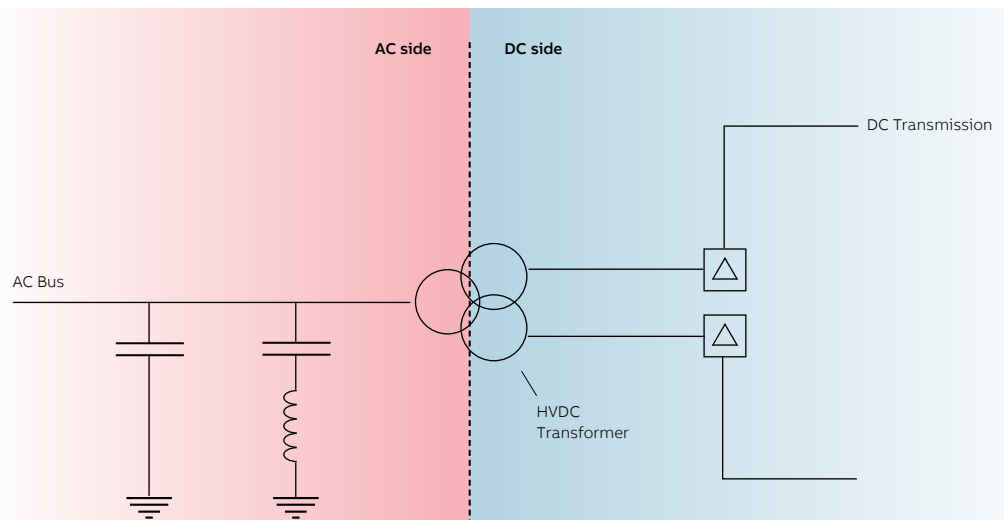 AC side
DC side
DC Transmission
AC Bus
HVDC
Transformer